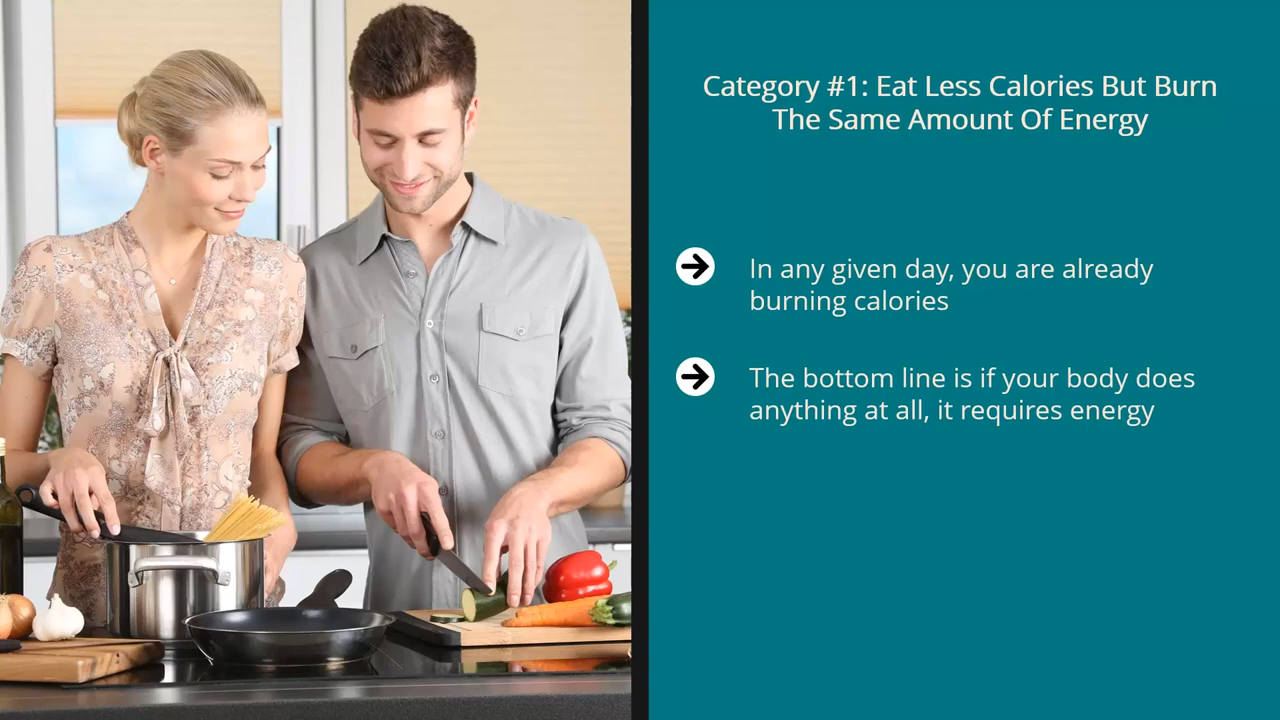 Category #1: Eat Less Calories But Burn
The Same Amount Of Energy
In any given day, you are already
burning calories
The bottom line is if your body does
anything at all, it requires energy